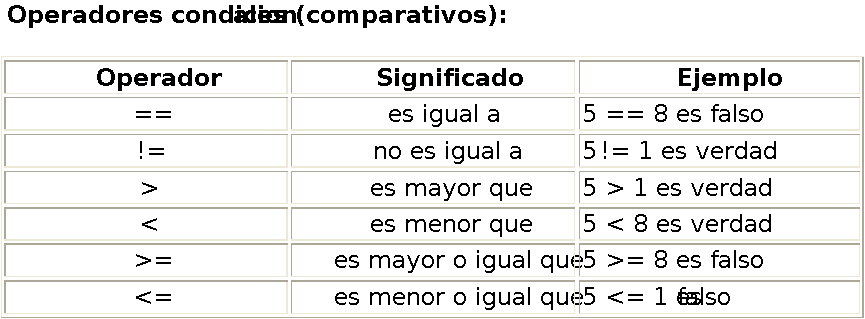 Operadores condicionales (comparativos):
Operador Significado Ejemplo
== es igual a 5 == 8 es falso
!= no es igual a 5 != 1 es verdad
> es mayor que 5 > 1 es verdad
< es menor que 5 < 8 es verdad
>= es mayor o igual que 5 >= 8 es falso
<= es menor o igual que 5 <= 1 es falso